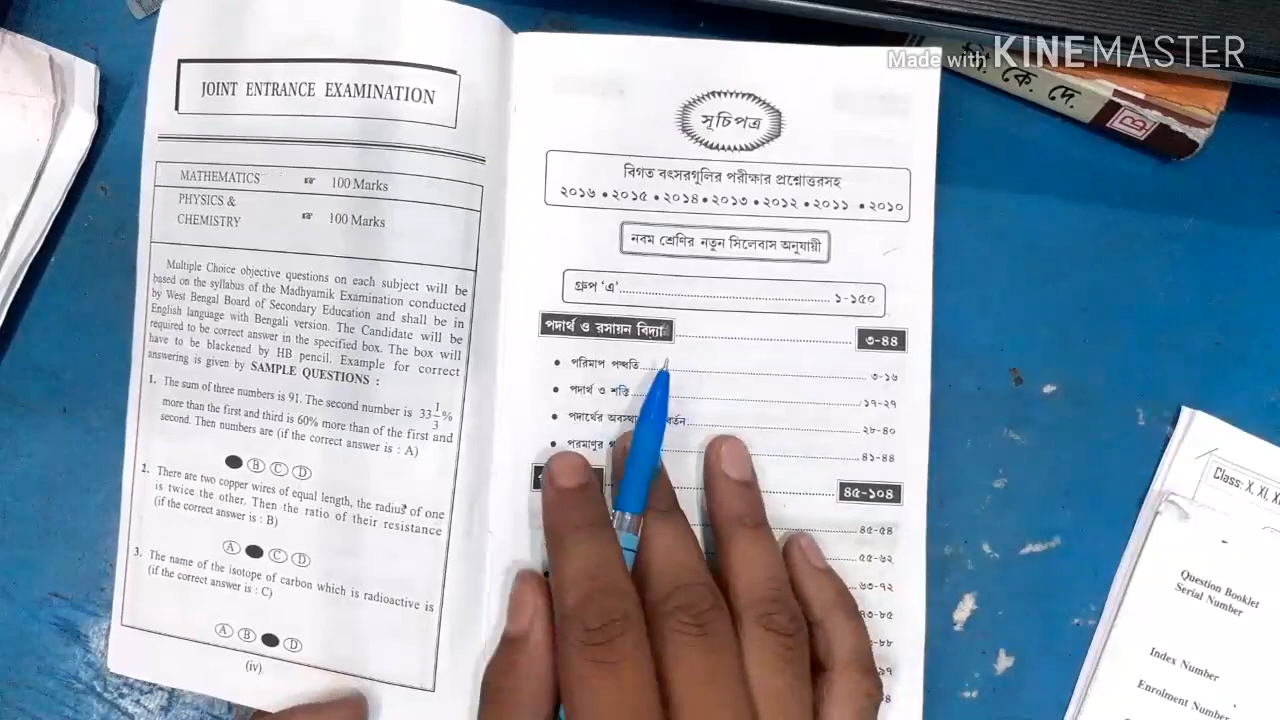 Made with KINEMASTER
পি. কে. দে.
JOINT ENTRANCE EXAMINATION
MATHEMATICS ☞ 100 Marks
PHYSICS &
CHEMISTRY ☞ 100 Marks
Multiple Choice objective questions on each subject will be
based on the syllabus of the Madhyamik Examination conducted
by West Bengal Board of Secondary Education and shall be in
English language with Bengali version. The Candidate will be
required to be correct answer in the specified box. The box will
have to be blackened by HB pencil. Example for correct
answering is given by SAMPLE QUESTIONS :
1. The sum of three numbers is 91. The second number is 33 1/3 %
more than the first and third is 60% more than of the first and
second. Then numbers are (if the correct answer is : A)
B C D
2. There are two copper wires of equal length, the radius of one
is twice the other. Then the ratio of their resistance
(if the correct answer is : B)
A C D
3. The name of the isotope of carbon which is radioactive is
(if the correct answer is : C)
A B D
(iv)
সূচিপত্র
বিগত বৎসরগুলির পরীক্ষার প্রশ্নোত্তরসহ
২০১৬ • ২০১৫ • ২০১৪ • ২০১৩ • ২০১২ • ২০১১ • ২০১০
নবম শ্রেণির নতুন সিলেবাস অনুযায়ী
গ্রুপ ‘এ’ ১-১৫০
পদার্থ ও রসায়ন বিদ্যা ৩-৪৪
• পরিমাপ পদ্ধতি ৩-১৬
• পদার্থ ও শক্তি ১৭-২৭
• পদার্থের ২৮-৪০
• পরমাণুর ৪১-৪৪
৪৫-১০৪
৪৫-৫৪
৫৫-৬২
৬৩-৭২
Class: X, XI,
Question Booklet
Serial Number
Index Number
Enrolment